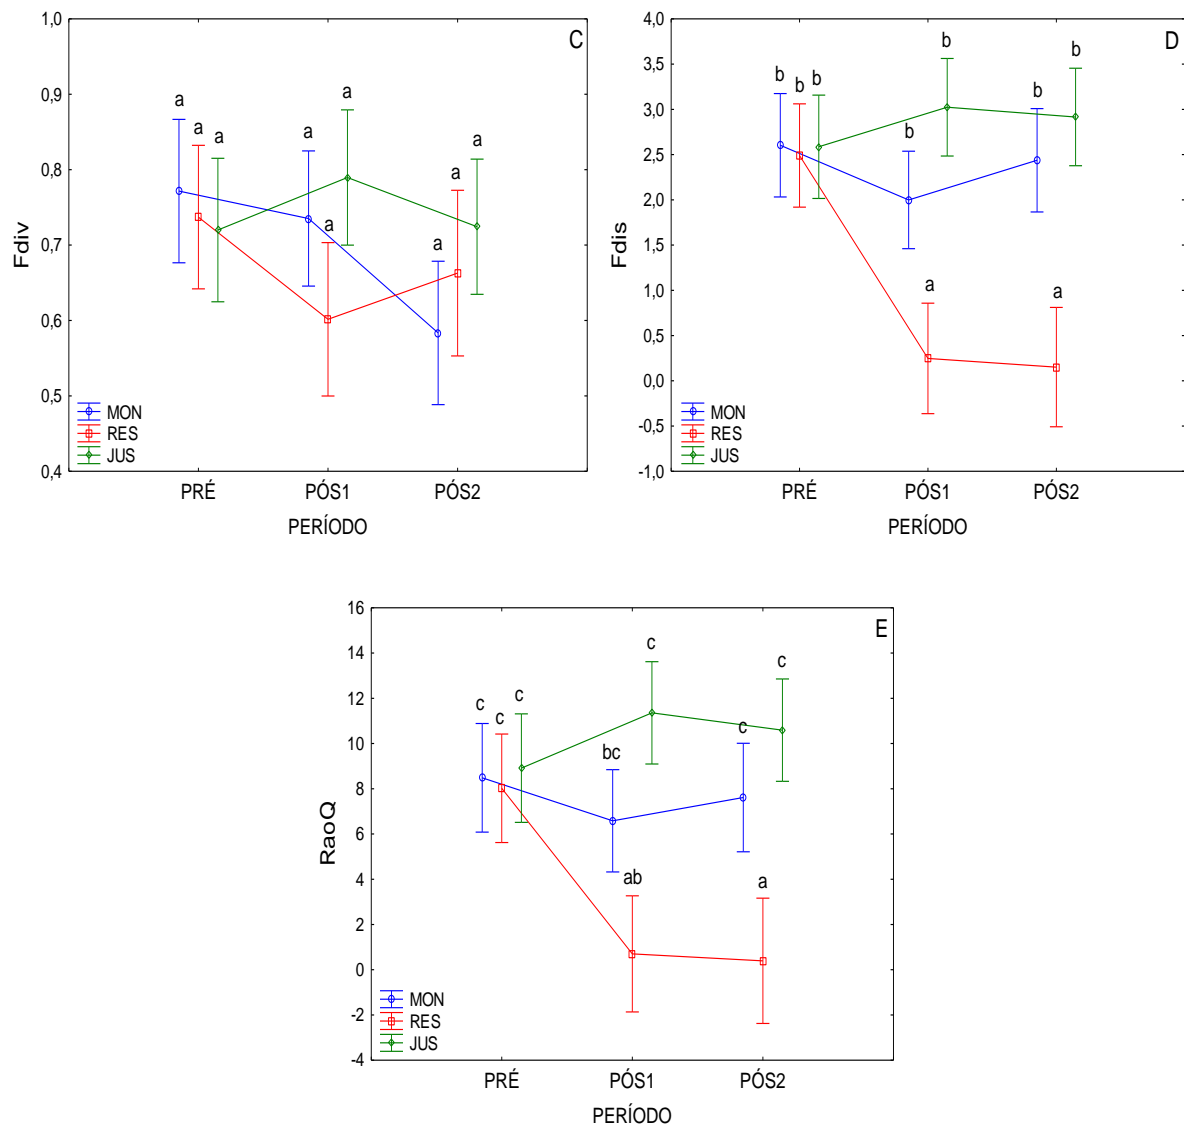 C
1,0
0,9
0,8
0,7
0,6
0,5
0,4
Fdiv
a a a a a a a a a
MON
RES
JUS
PRÉ PÓS1 PÓS2
PERÍODO
D
4,0
3,5
3,0
2,5
2,0
1,5
1,0
0,5
0,0
-0,5
-1,0
Fdis
b b b b b a b a b
MON
RES
JUS
PRÉ PÓS1 PÓS2
PERÍODO
E
16
14
12
10
8
6
4
2
0
-2
-4
RaoQ
c c c bc ab c c a c
MON
RES
JUS
PRÉ PÓS1 PÓS2
PERÍODO